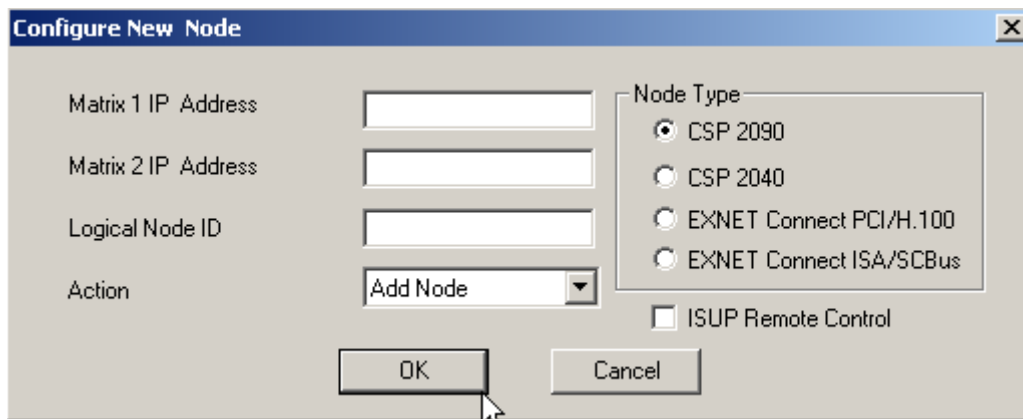 Configure New Node
Matrix 1 IP Address
Matrix 2 IP Address
Logical Node ID
Action
Add Node
Node Type
CSP 2090
CSP 2040
EXNET Connect PCI/H.100
EXNET Connect ISA/SCBus
ISUP Remote Control
OK
Cancel